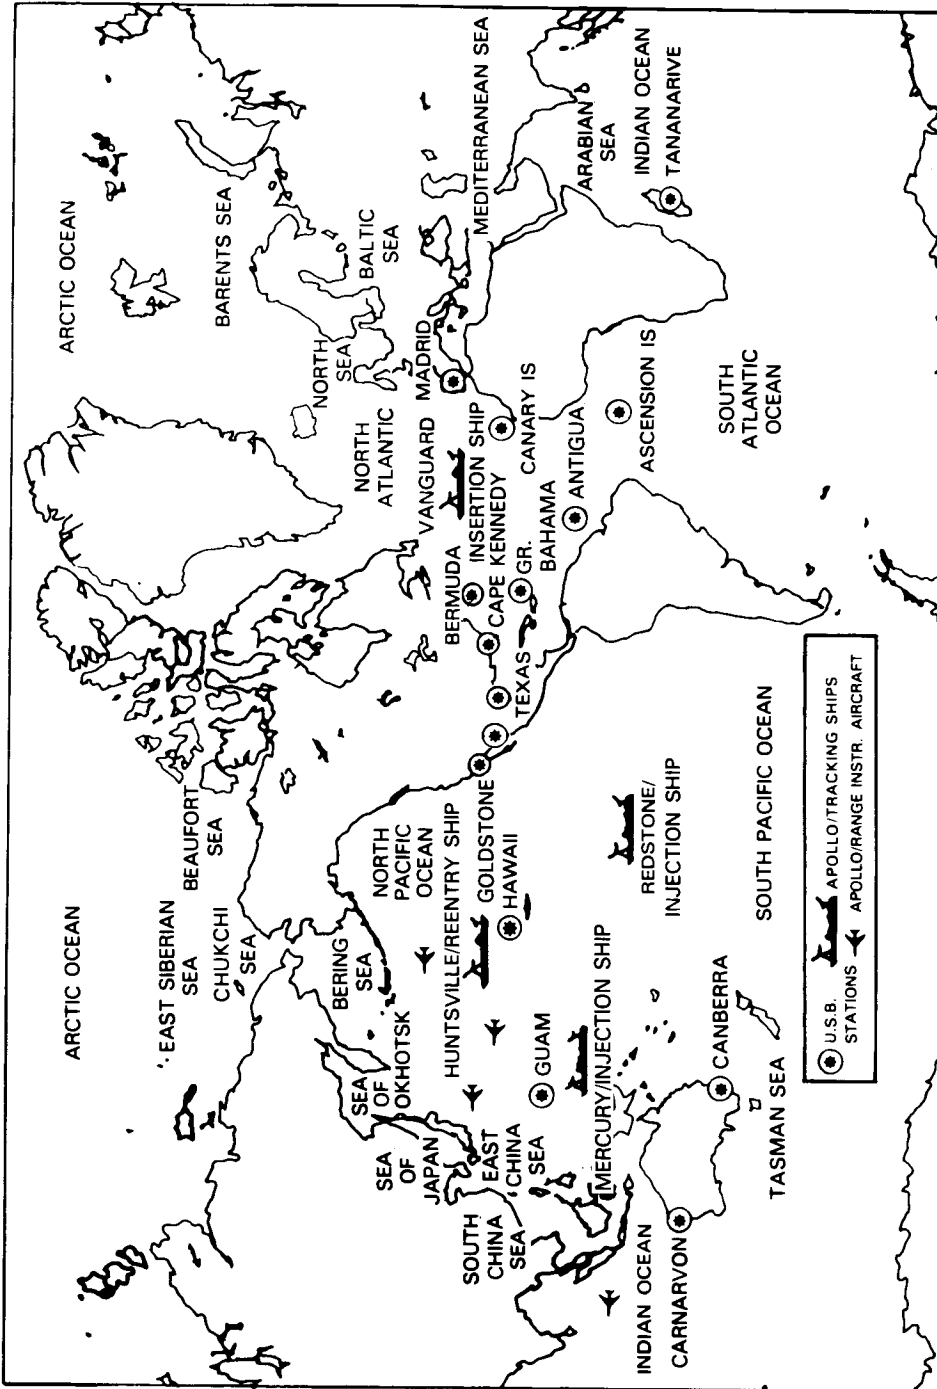 ARCTIC OCEAN
ARCTIC OCEAN
EAST SIBERIAN
SEA
CHUKCHI
SEA
BEAUFORT
SEA
BARENTS SEA
BERING
SEA
SEA
OF
OKHOTSK
SEA
OF
JAPAN
NORTH
PACIFIC
OCEAN
NORTH
ATLANTIC
NORTH
SEA
BALTIC
SEA
HUNTSVILLE/REENTRY SHIP
GOLDSTONE
HAWAII
TEXAS
BERMUDA
CAPE KENNEDY
GR.
BAHAMA
VANGUARD
INSERTION SHIP
MADRID
CANARY IS
ANTIGUA
MEDITERRANEAN SEA
ARABIAN
SEA
INDIAN OCEAN
TANANARIVE
ASCENSION IS
SOUTH
ATLANTIC
OCEAN
SOUTH
CHINA
SEA
EAST
CHINA
SEA
GUAM
MERCURY/INJECTION SHIP
REDSTONE/
INJECTION SHIP
INDIAN OCEAN
CARNARVON
CANBERRA
TASMAN SEA
SOUTH PACIFIC OCEAN
U.S.B.
STATIONS
APOLLO/TRACKING SHIPS
APOLLO/RANGE INSTR. AIRCRAFT